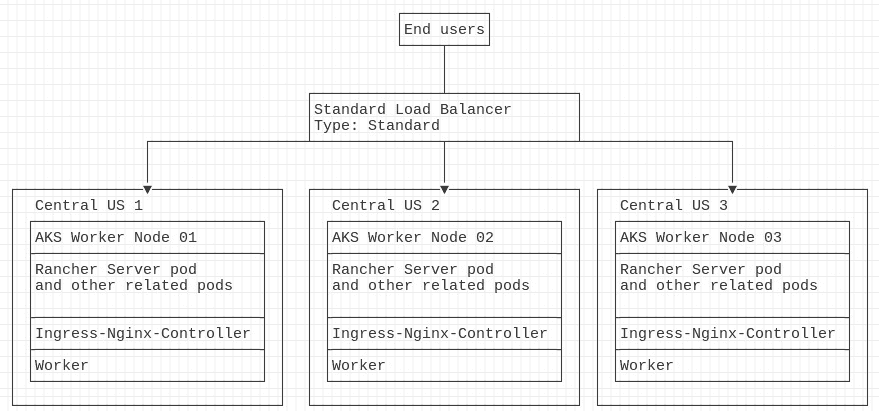 End users
Standard Load Balancer
Type: Standard
Central US 1
AKS Worker Node 01
Rancher Server pod
and other related pods
Ingress-Nginx-Controller
Worker
Central US 2
AKS Worker Node 02
Rancher Server pod
and other related pods
Ingress-Nginx-Controller
Worker
Central US 3
AKS Worker Node 03
Rancher Server pod
and other related pods
Ingress-Nginx-Controller
Worker